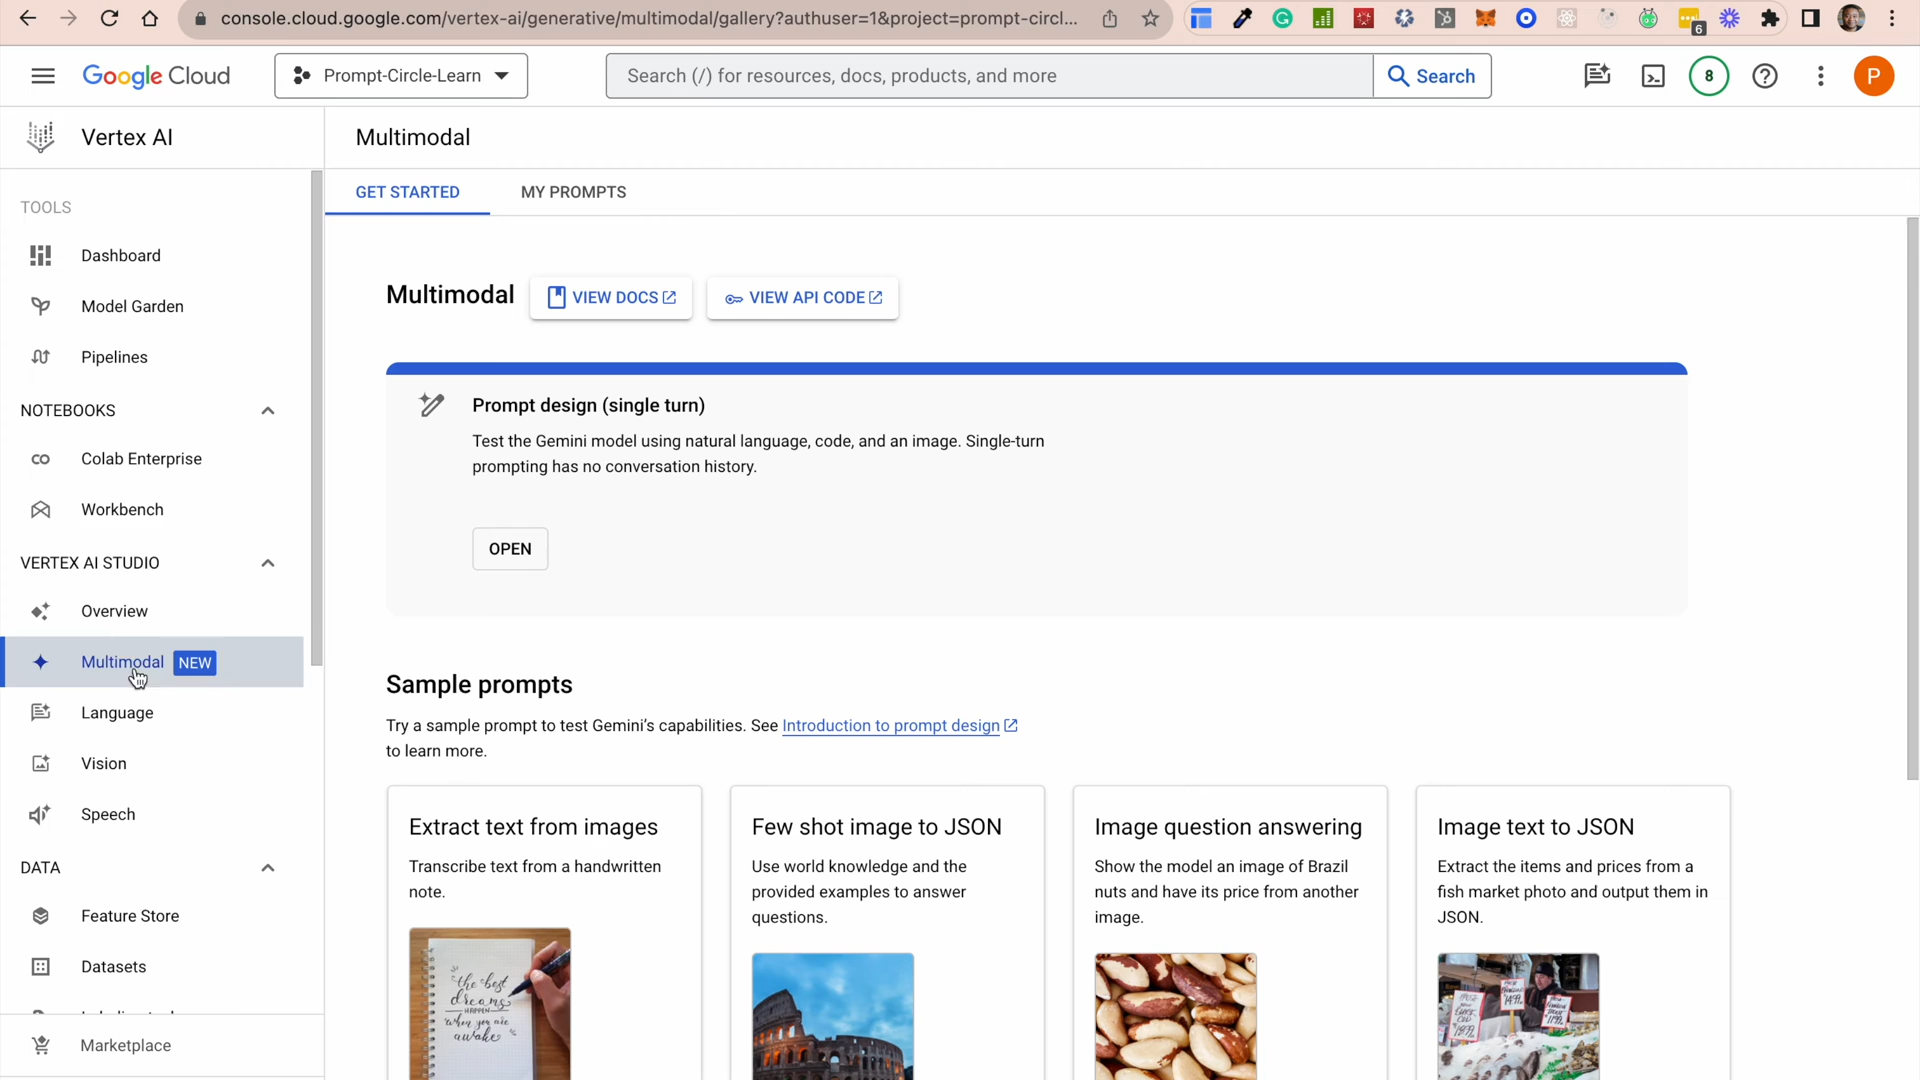 console.cloud.google.com/vertex-ai/generative/multimodal/gallery?authuser=1&project=prompt-circl...
6
Google Cloud
Prompt-Circle-Learn
Search (/) for resources, docs, products, and more
Search
8
P
Vertex AI
Multimodal
TOOLS
Dashboard
Model Garden
Pipelines
NOTEBOOKS
Colab Enterprise
Workbench
VERTEX AI STUDIO
Overview
Multimodal NEW
Language
Vision
Speech
DATA
Feature Store
Datasets
Marketplace
GET STARTED
MY PROMPTS
Multimodal
VIEW DOCS
VIEW API CODE
Prompt design (single turn)
Test the Gemini model using natural language, code, and an image. Single-turn
prompting has no conversation history.
OPEN
Sample prompts
Try a sample prompt to test Gemini's capabilities. See Introduction to prompt design
to learn more.
Extract text from images
Transcribe text from a handwritten
note.
the best
dreams
HAPPEN
when you are
awake
Few shot image to JSON
Use world knowledge and the
provided examples to answer
questions.
Image question answering
Show the model an image of Brazil
nuts and have its price from another
image.
Image text to JSON
Extract the items and prices from a
fish market photo and output them in
JSON.